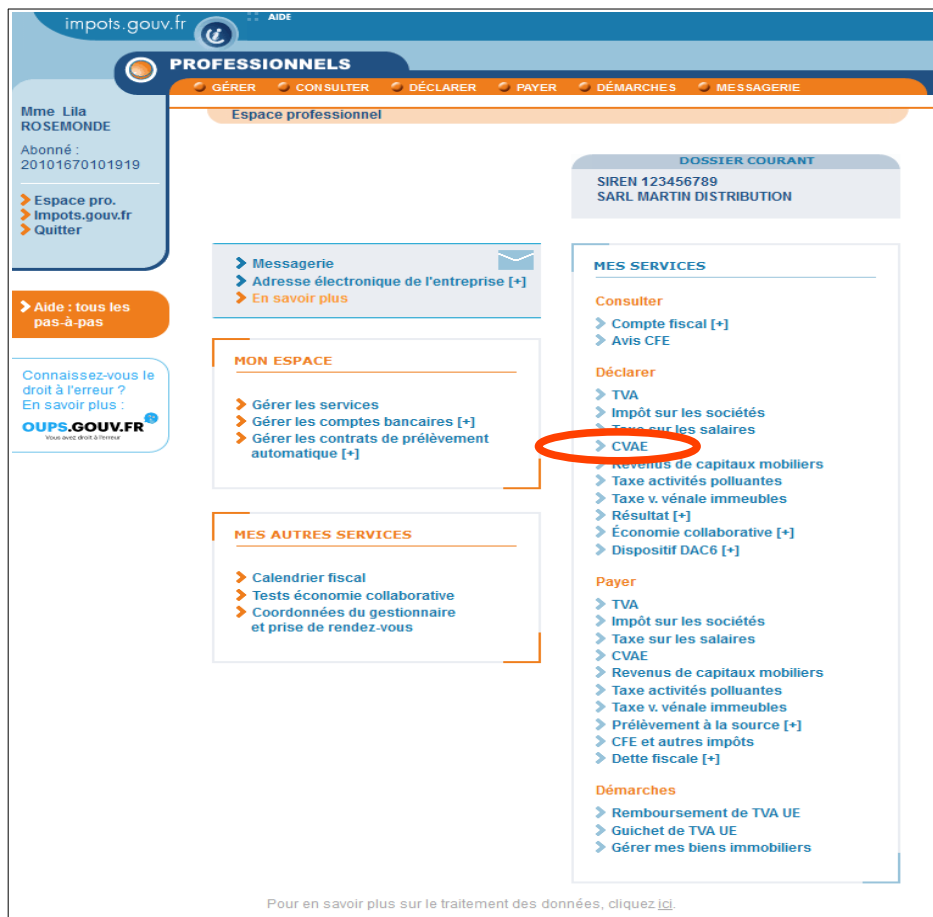 impots.gouv.fr
AIDE
PROFESSIONNELS
GÉRER CONSULTER DÉCLARER PAYER DÉMARCHES MESSAGERIE
Mme Lila
ROSEMONDE
Abonné :
20101670101919
Espace pro.
Impots.gouv.fr
Quitter
Aide : tous les
pas-à-pas
Connaissez-vous le
droit à l'erreur ?
En savoir plus :
OUPS.GOUV.FR
Vous avez droit à l'erreur
Espace professionnel
DOSSIER COURANT
SIREN 123456789
SARL MARTIN DISTRIBUTION
Messagerie
Adresse électronique de l'entreprise [+]
En savoir plus
MON ESPACE
Gérer les services
Gérer les comptes bancaires [+]
Gérer les contrats de prélèvement
automatique [+]
MES AUTRES SERVICES
Calendrier fiscal
Tests économie collaborative
Coordonnées du gestionnaire
et prise de rendez-vous
MES SERVICES
Consulter
Compte fiscal [+]
Avis CFE
Déclarer
TVA
Impôt sur les sociétés
Taxe sur les salaires
CVAE
Revenus de capitaux mobiliers
Taxe activités polluantes
Taxe v. vénale immeubles
Résultat [+]
Économie collaborative [+]
Dispositif DAC6 [+]
Payer
TVA
Impôt sur les sociétés
Taxe sur les salaires
CVAE
Revenus de capitaux mobiliers
Taxe activités polluantes
Taxe v. vénale immeubles
Prélèvement à la source [+]
CFE et autres impôts
Dette fiscale [+]
Démarches
Remboursement de TVA UE
Guichet de TVA UE
Gérer mes biens immobiliers
Pour en savoir plus sur le traitement des données, cliquez ici.